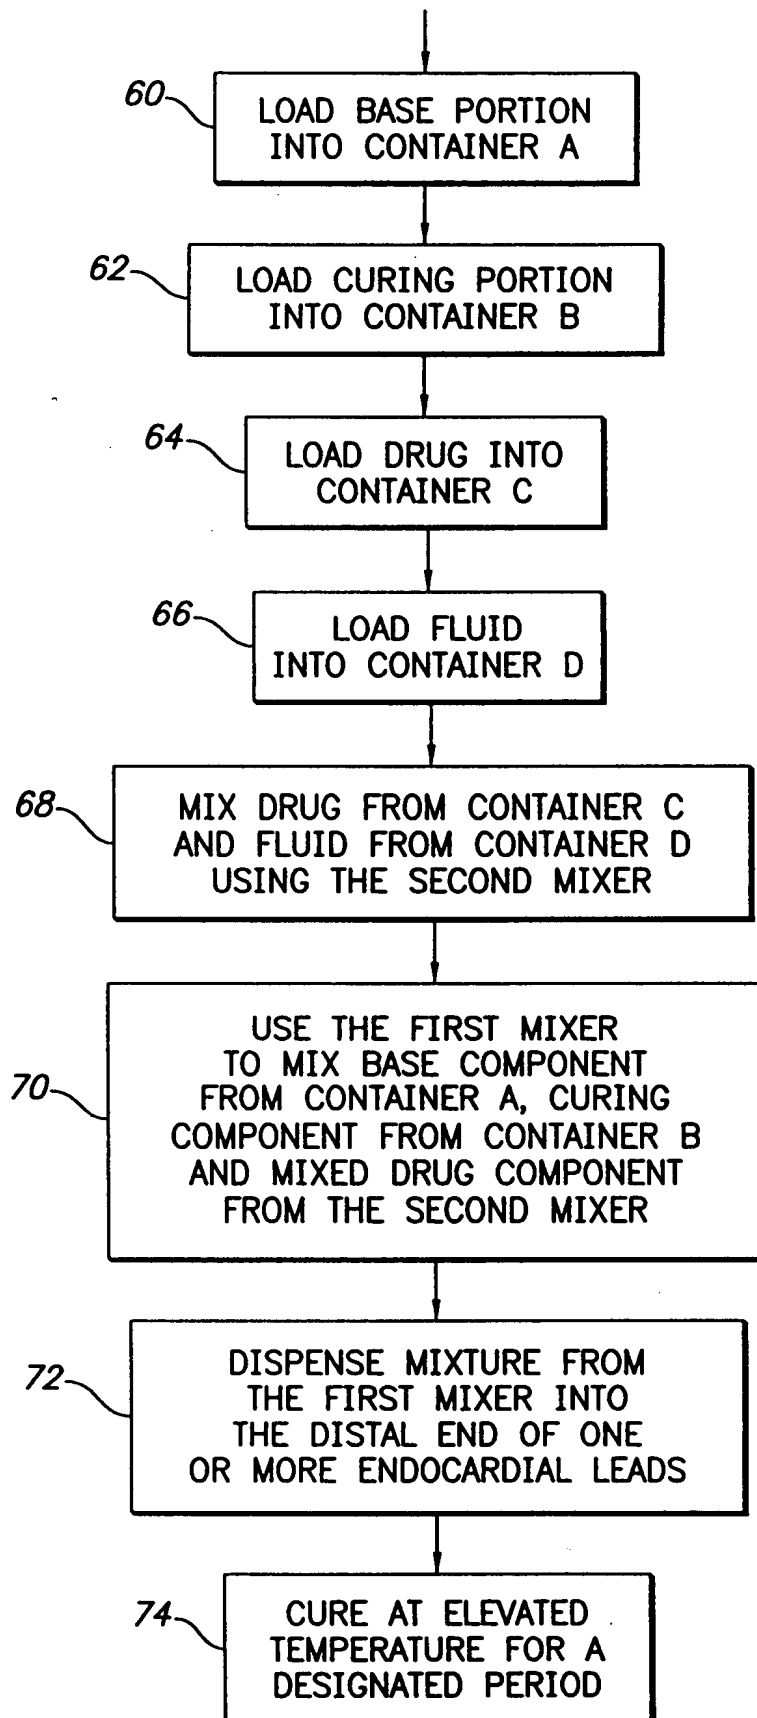 60
LOAD BASE PORTION
INTO CONTAINER A
62
LOAD CURING PORTION
INTO CONTAINER B
64
LOAD DRUG INTO
CONTAINER C
66
LOAD FLUID
INTO CONTAINER D
68
MIX DRUG FROM CONTAINER C
AND FLUID FROM CONTAINER D
USING THE SECOND MIXER
70
USE THE FIRST MIXER
TO MIX BASE COMPONENT
FROM CONTAINER A, CURING
COMPONENT FROM CONTAINER B
AND MIXED DRUG COMPONENT
FROM THE SECOND MIXER
72
DISPENSE MIXTURE FROM
THE FIRST MIXER INTO
THE DISTAL END OF ONE
OR MORE ENDOCARDIAL LEADS
74
CURE AT ELEVATED
TEMPERATURE FOR A
DESIGNATED PERIOD